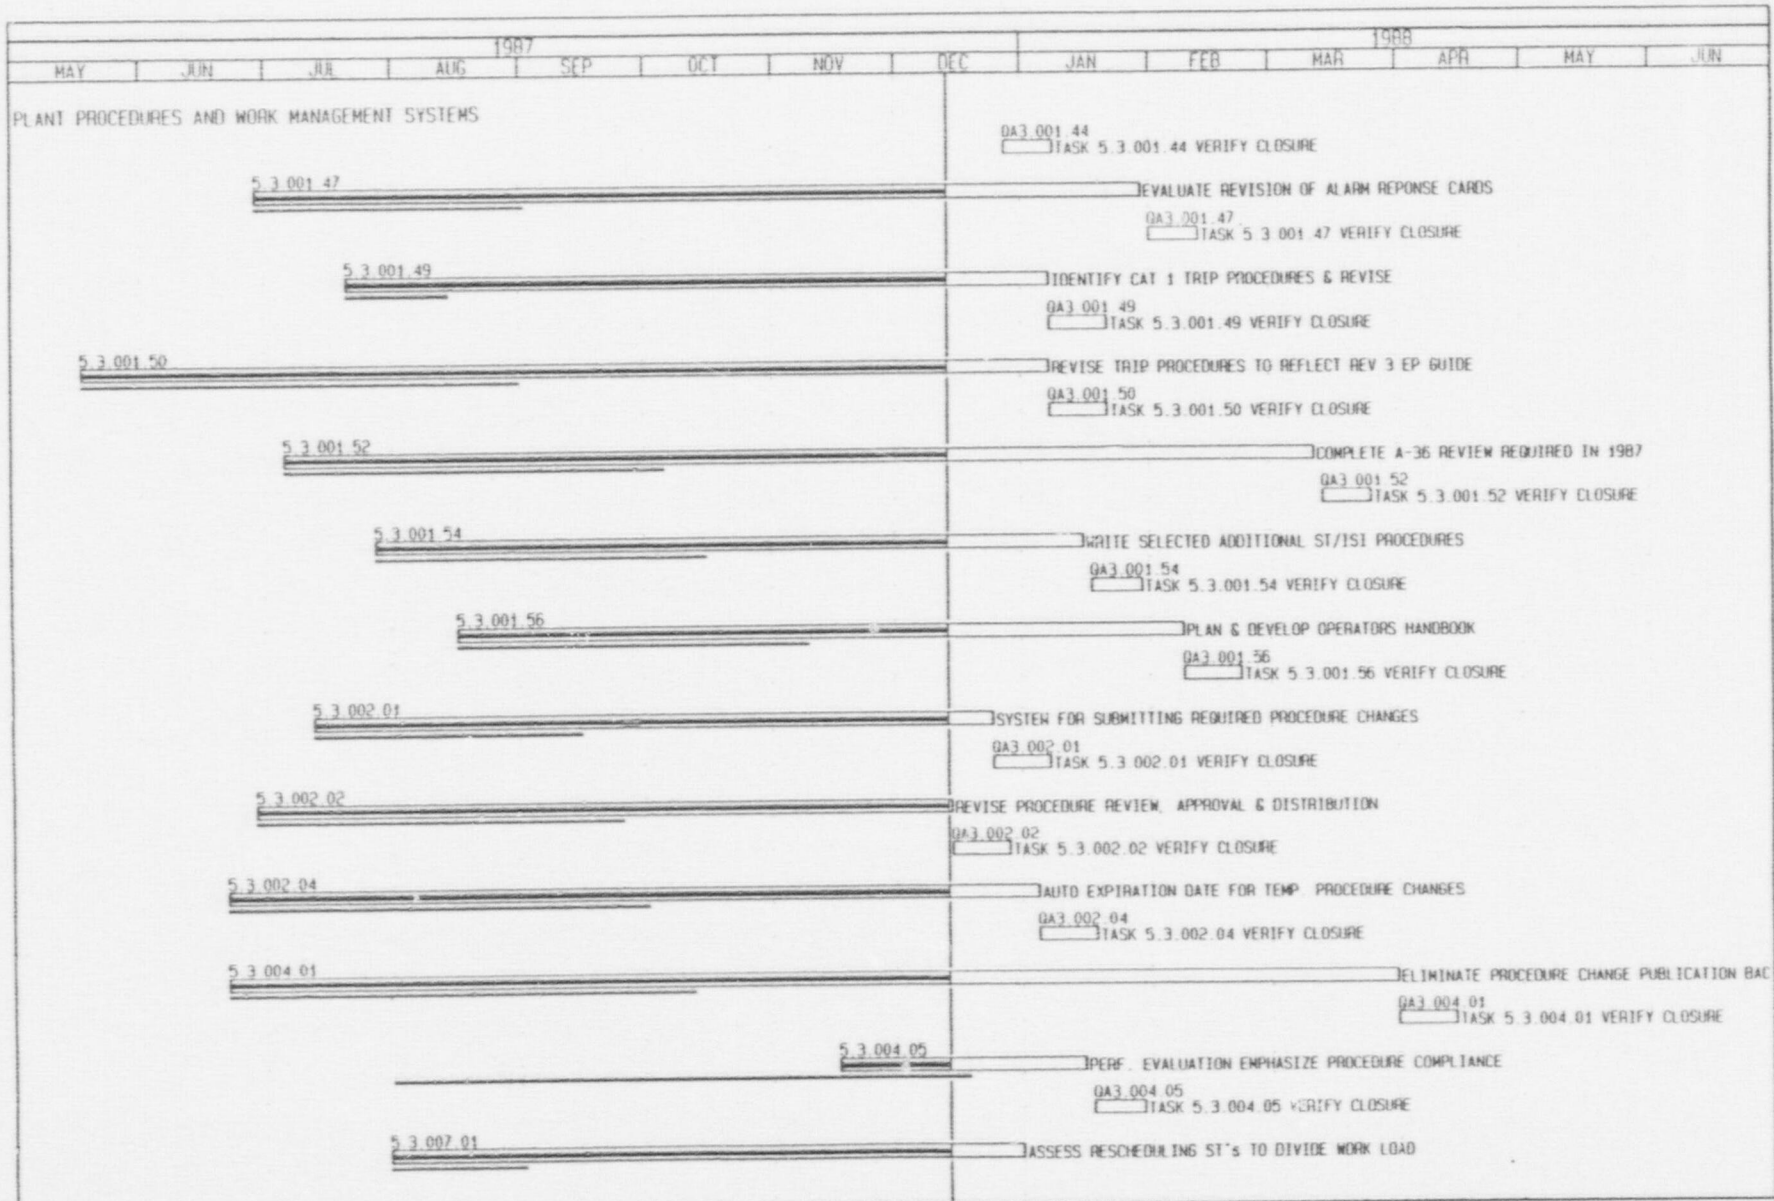 1987 1988
MAY JUN JUL AUG SEP OCT NOV DEC JAN FEB MAR APR MAY JUN
PLANT PROCEDURES AND WORK MANAGEMENT SYSTEMS
QA3.001.44
TASK 5.3.001.44 VERIFY CLOSURE
5.3.001.47
EVALUATE REVISION OF ALARM REPONSE CARDS
QA3.001.47
TASK 5.3.001.47 VERIFY CLOSURE
5.3.001.49
IDENTIFY CAT 1 TRIP PROCEDURES & REVISE
QA3.001.49
TASK 5.3.001.49 VERIFY CLOSURE
5.3.001.50
REVISE TRIP PROCEDURES TO REFLECT REV 3 EP GUIDE
QA3.001.50
TASK 5.3.001.50 VERIFY CLOSURE
5.3.001.52
COMPLETE A-36 REVIEW REQUIRED IN 1987
QA3.001.52
TASK 5.3.001.52 VERIFY CLOSURE
5.3.001.54
WRITE SELECTED ADDITIONAL ST/ISI PROCEDURES
QA3.001.54
TASK 5.3.001.54 VERIFY CLOSURE
5.3.001.56
PLAN & DEVELOP OPERATORS HANDBOOK
QA3.001.56
TASK 5.3.001.56 VERIFY CLOSURE
5.3.002.01
SYSTEM FOR SUBMITTING REQUIRED PROCEDURE CHANGES
QA3.002.01
TASK 5.3.002.01 VERIFY CLOSURE
5.3.002.02
REVISE PROCEDURE REVIEW, APPROVAL & DISTRIBUTION
QA3.002.02
TASK 5.3.002.02 VERIFY CLOSURE
5.3.002.04
AUTO EXPIRATION DATE FOR TEMP. PROCEDURE CHANGES
QA3.002.04
TASK 5.3.002.04 VERIFY CLOSURE
5.3.004.01
ELIMINATE PROCEDURE CHANGE PUBLICATION BAC
QA3.004.01
TASK 5.3.004.01 VERIFY CLOSURE
5.3.004.05
PERF. EVALUATION EMPHASIZE PROCEDURE COMPLIANCE
QA3.004.05
TASK 5.3.004.05 VERIFY CLOSURE
5.3.007.01
ASSESS RESCHEDULING ST's TO DIVIDE WORK LOAD